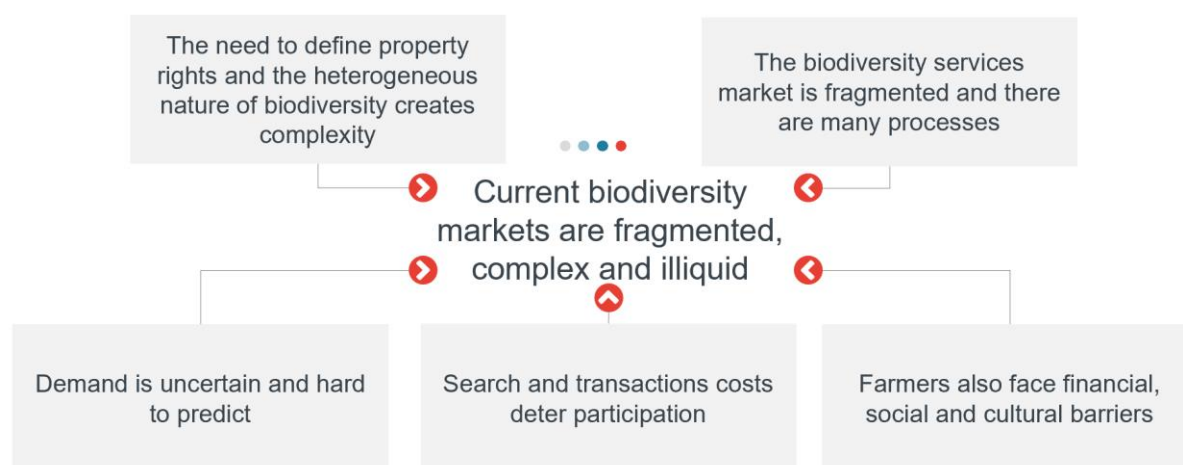 The need to define property
rights and the heterogeneous
nature of biodiversity creates
complexity
The biodiversity services
market is fragmented and there
are many processes
Current biodiversity
markets are fragmented,
complex and illiquid
Demand is uncertain and hard
to predict
Search and transactions costs
deter participation
Farmers also face financial,
social and cultural barriers